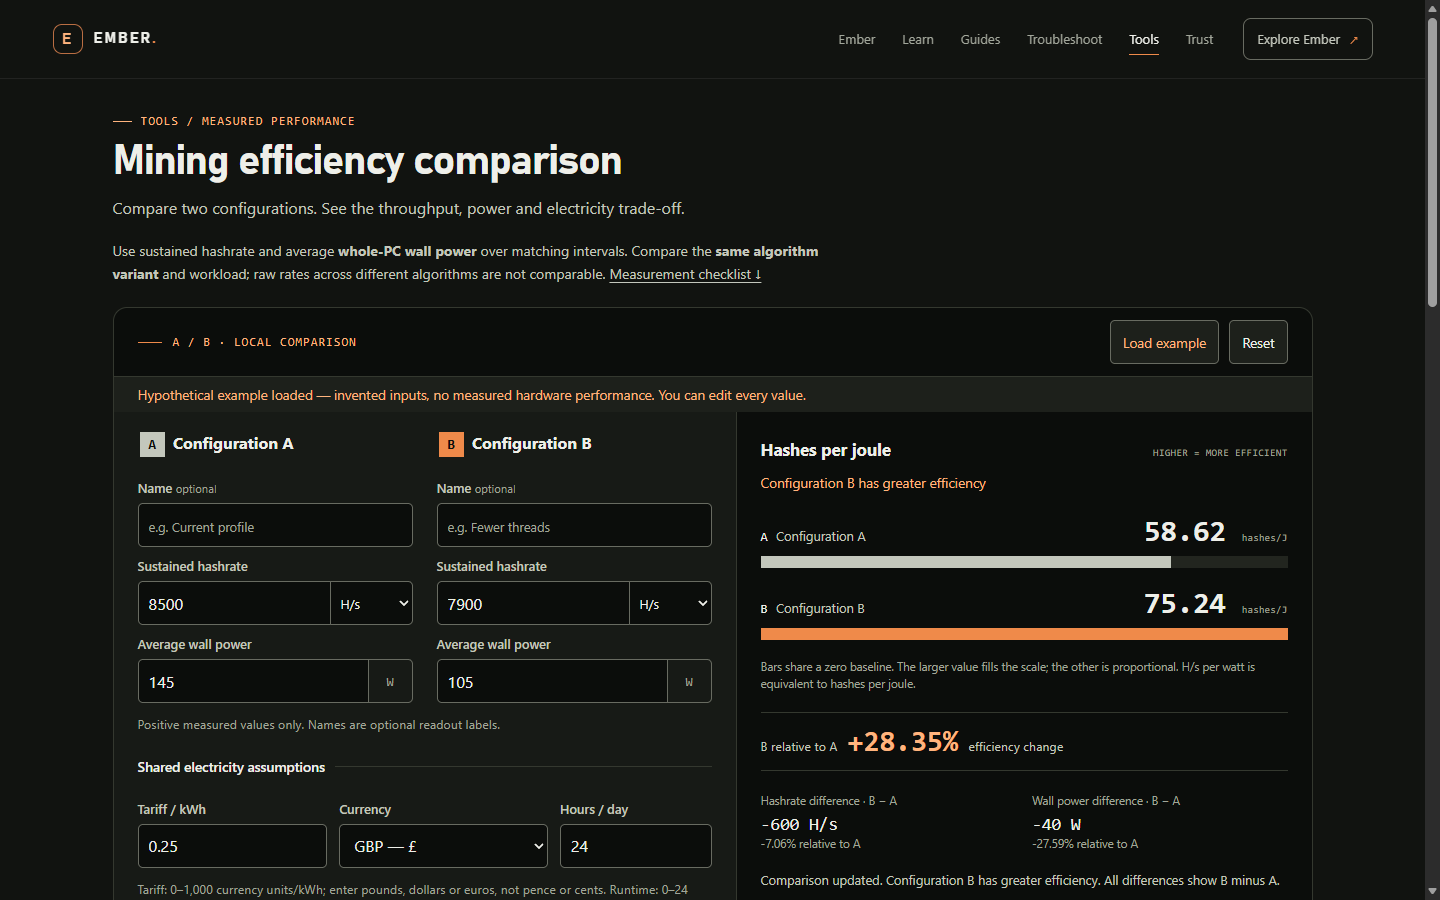 E EMBER.
Ember Learn Guides Troubleshoot Tools Trust Explore Ember ↗
TOOLS / MEASURED PERFORMANCE
Mining efficiency comparison
Compare two configurations. See the throughput, power and electricity trade-off.
Use sustained hashrate and average whole-PC wall power over matching intervals. Compare the same algorithm
variant and workload; raw rates across different algorithms are not comparable. Measurement checklist ↓
A / B · LOCAL COMPARISON
Load example Reset
Hypothetical example loaded — invented inputs, no measured hardware performance. You can edit every value.
A Configuration A
Name optional
e.g. Current profile
Sustained hashrate
8500 H/s
Average wall power
145 W
B Configuration B
Name optional
e.g. Fewer threads
Sustained hashrate
7900 H/s
Average wall power
105 W
Positive measured values only. Names are optional readout labels.
Shared electricity assumptions
Tariff / kWh Currency Hours / day
0.25 GBP — £ 24
Tariff: 0–1,000 currency units/kWh; enter pounds, dollars or euros, not pence or cents. Runtime: 0–24
Hashes per joule
HIGHER = MORE EFFICIENT
Configuration B has greater efficiency
A Configuration A 58.62 hashes/J
B Configuration B 75.24 hashes/J
Bars share a zero baseline. The larger value fills the scale; the other is proportional. H/s per watt is
equivalent to hashes per joule.
B relative to A +28.35% efficiency change
Hashrate difference · B − A
-600 H/s
-7.06% relative to A
Wall power difference · B − A
-40 W
-27.59% relative to A
Comparison updated. Configuration B has greater efficiency. All differences show B minus A.